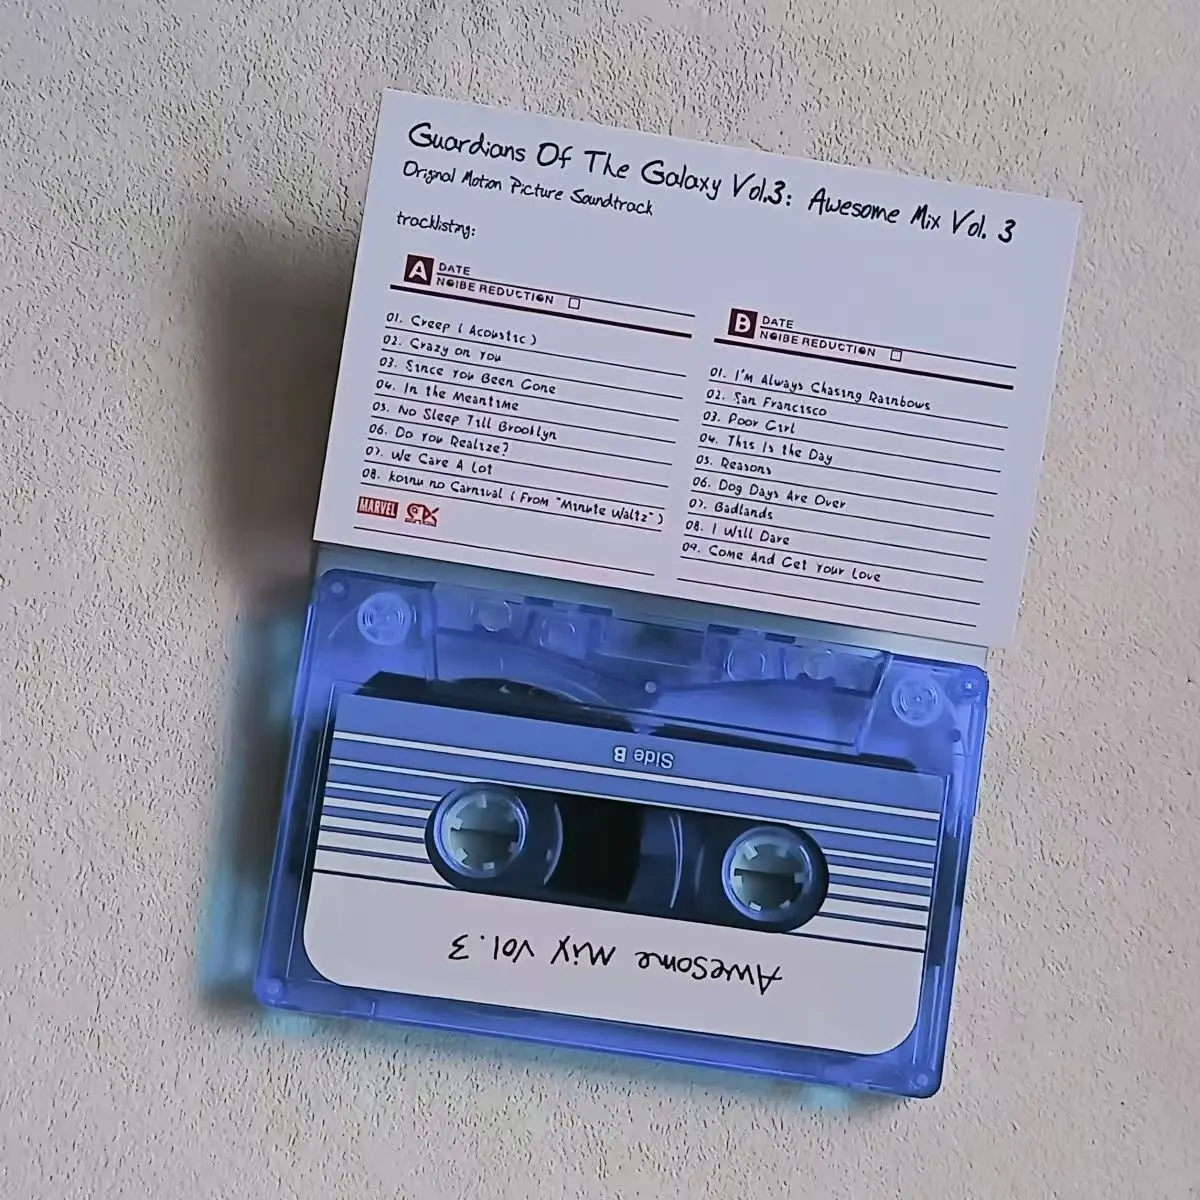 Guardians Of The Galaxy Vol.3: Awesome Mix Vol. 3
Orignal Motion Picture Soundtrack
tracklisting:
A DATE
NOIBE REDUCTION
01. Creep ( Acoustic )
02. Crazy on You
03. Since You Been Gone
04. In the Meantime
05. No Sleep Till Brooklyn
06. Do You Realize?
07. We Care A Lot
08. Koinu no Carnival ( From "Minute Waltz" )
MARVEL
B DATE
NOIBE REDUCTION
01. I'm Always Chasing Rainbows
02. San Francisco
03. Poor Girl
04. This Is the Day
05. Reasons
06. Dog Days Are Over
07. Badlands
08. I Will Dare
09. Come And Get Your Love
Side B
Awesome Mix Vol. 3